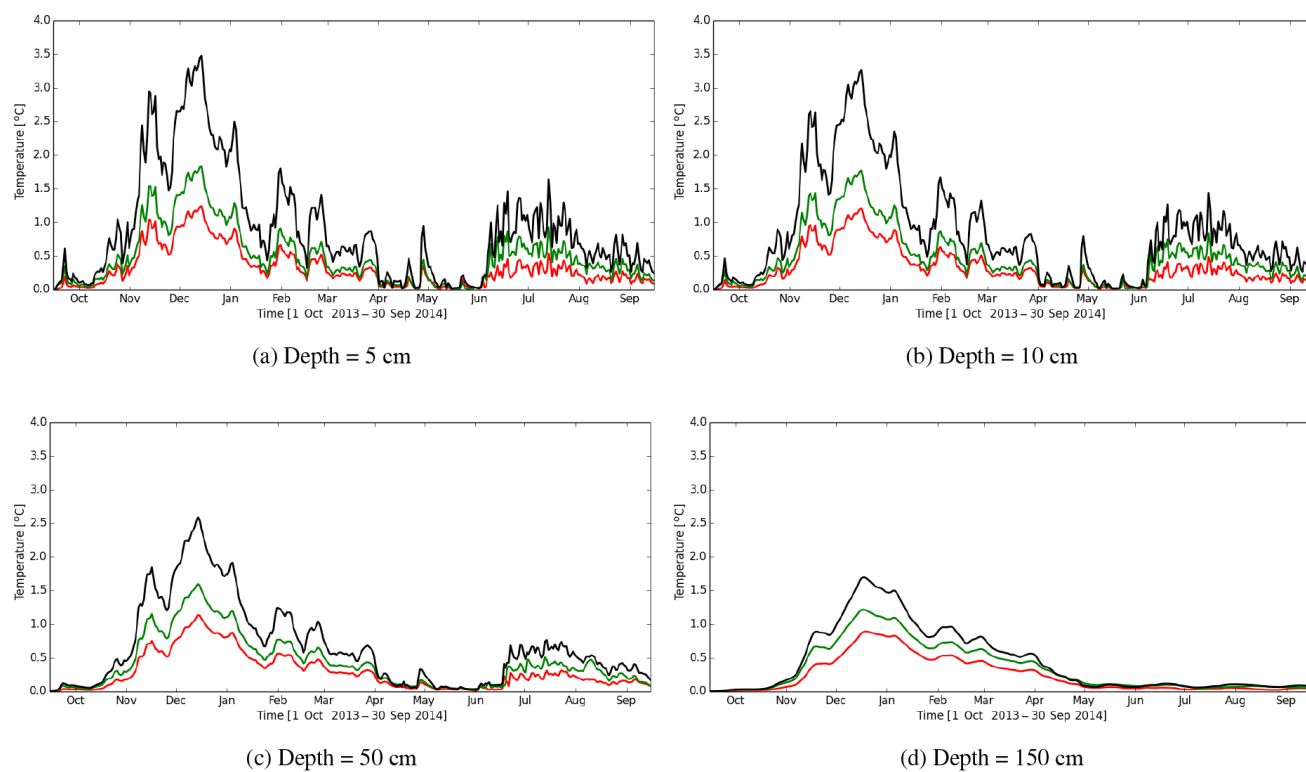 4.0
3.5
3.0
2.5
2.0
1.5
1.0
0.5
0.0
Temperature [°C]
Oct Nov Dec Jan Feb Mar Apr May Jun Jul Aug Sep
Time [1 Oct 2013 – 30 Sep 2014]
(a) Depth = 5 cm
4.0
3.5
3.0
2.5
2.0
1.5
1.0
0.5
0.0
Temperature [°C]
Oct Nov Dec Jan Feb Mar Apr May Jun Jul Aug Sep
Time [1 Oct 2013 – 30 Sep 2014]
(b) Depth = 10 cm
4.0
3.5
3.0
2.5
2.0
1.5
1.0
0.5
0.0
Temperature [°C]
Oct Nov Dec Jan Feb Mar Apr May Jun Jul Aug Sep
Time [1 Oct 2013 – 30 Sep 2014]
(c) Depth = 50 cm
4.0
3.5
3.0
2.5
2.0
1.5
1.0
0.5
0.0
Temperature [°C]
Oct Nov Dec Jan Feb Mar Apr May Jun Jul Aug Sep
Time [1 Oct 2013 – 30 Sep 2014]
(d) Depth = 150 cm